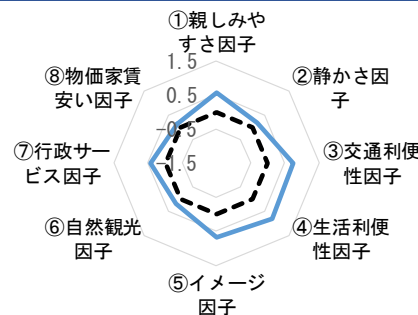 ①親しみや
すさ因子
②静かさ因
子
③交通利便
性因子
④生活利便
性因子
⑤イメージ
因子
⑥自然観光
因子
⑦行政サー
ビス因子
⑧物価家賃
安い因子
1.5
0.5
-0.5
-1.5